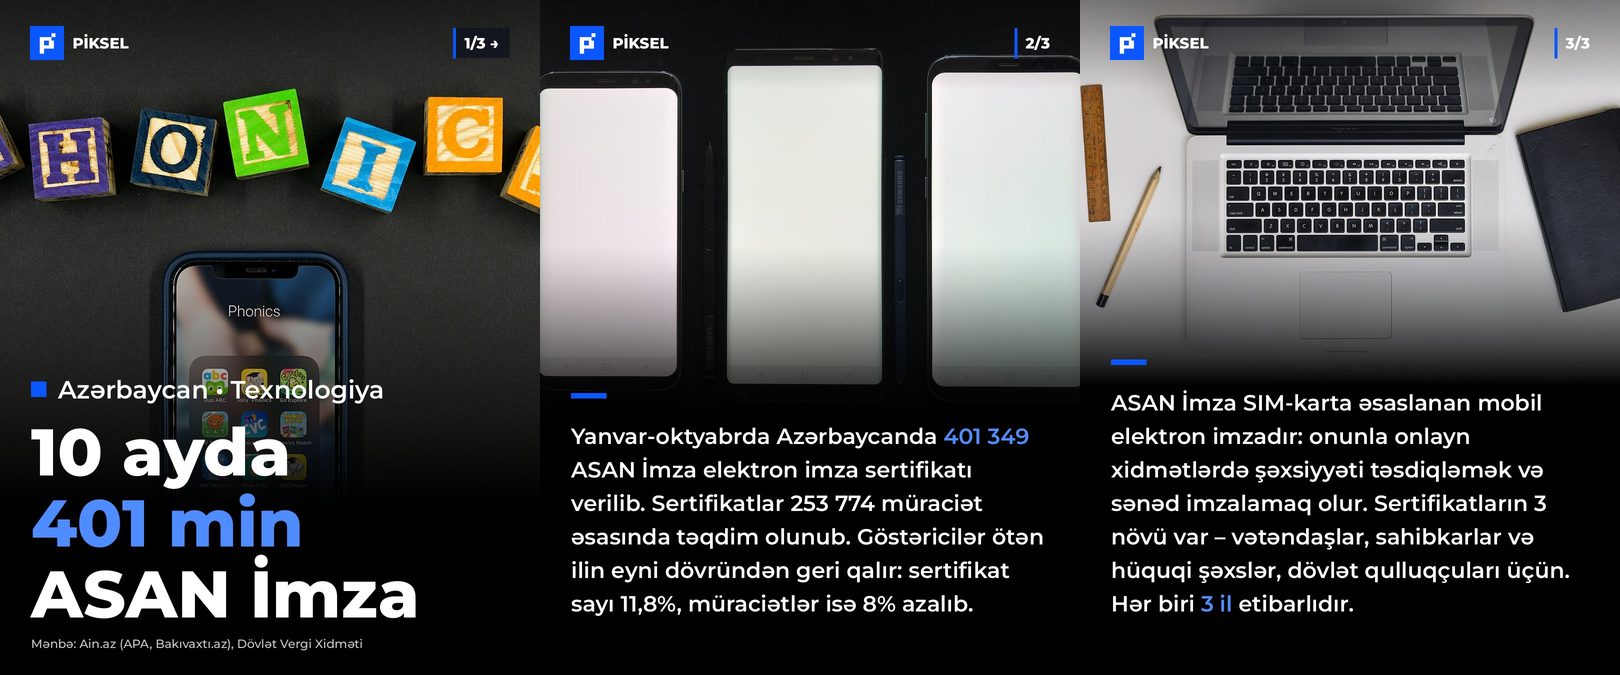 PİKSEL
1/3 →
H O N I C
Phonics
Azərbaycan • Texnologiya
10 ayda
401 min
ASAN İmza
Mənbə: Ain.az (APA, Bakıvaxtı.az), Dövlət Vergi Xidməti
PİKSEL
2/3
Yanvar-oktyabrda Azərbaycanda 401 349
ASAN İmza elektron imza sertifikatı
verilib. Sertifikatlar 253 774 müraciət
əsasında təqdim olunub. Göstəricilər ötən
ilin eyni dövründən geri qalır: sertifikat
sayı 11,8%, müraciətlər isə 8% azalıb.
PİKSEL
3/3
ASAN İmza SIM-karta əsaslanan mobil
elektron imzadır: onunla onlayn
xidmətlərdə şəxsiyyəti təsdiqləmək və
sənəd imzalamaq olur. Sertifikatların 3
növü var – vətəndaşlar, sahibkarlar və
hüquqi şəxslər, dövlət qulluqçuları üçün.
Hər biri 3 il etibarlıdır.